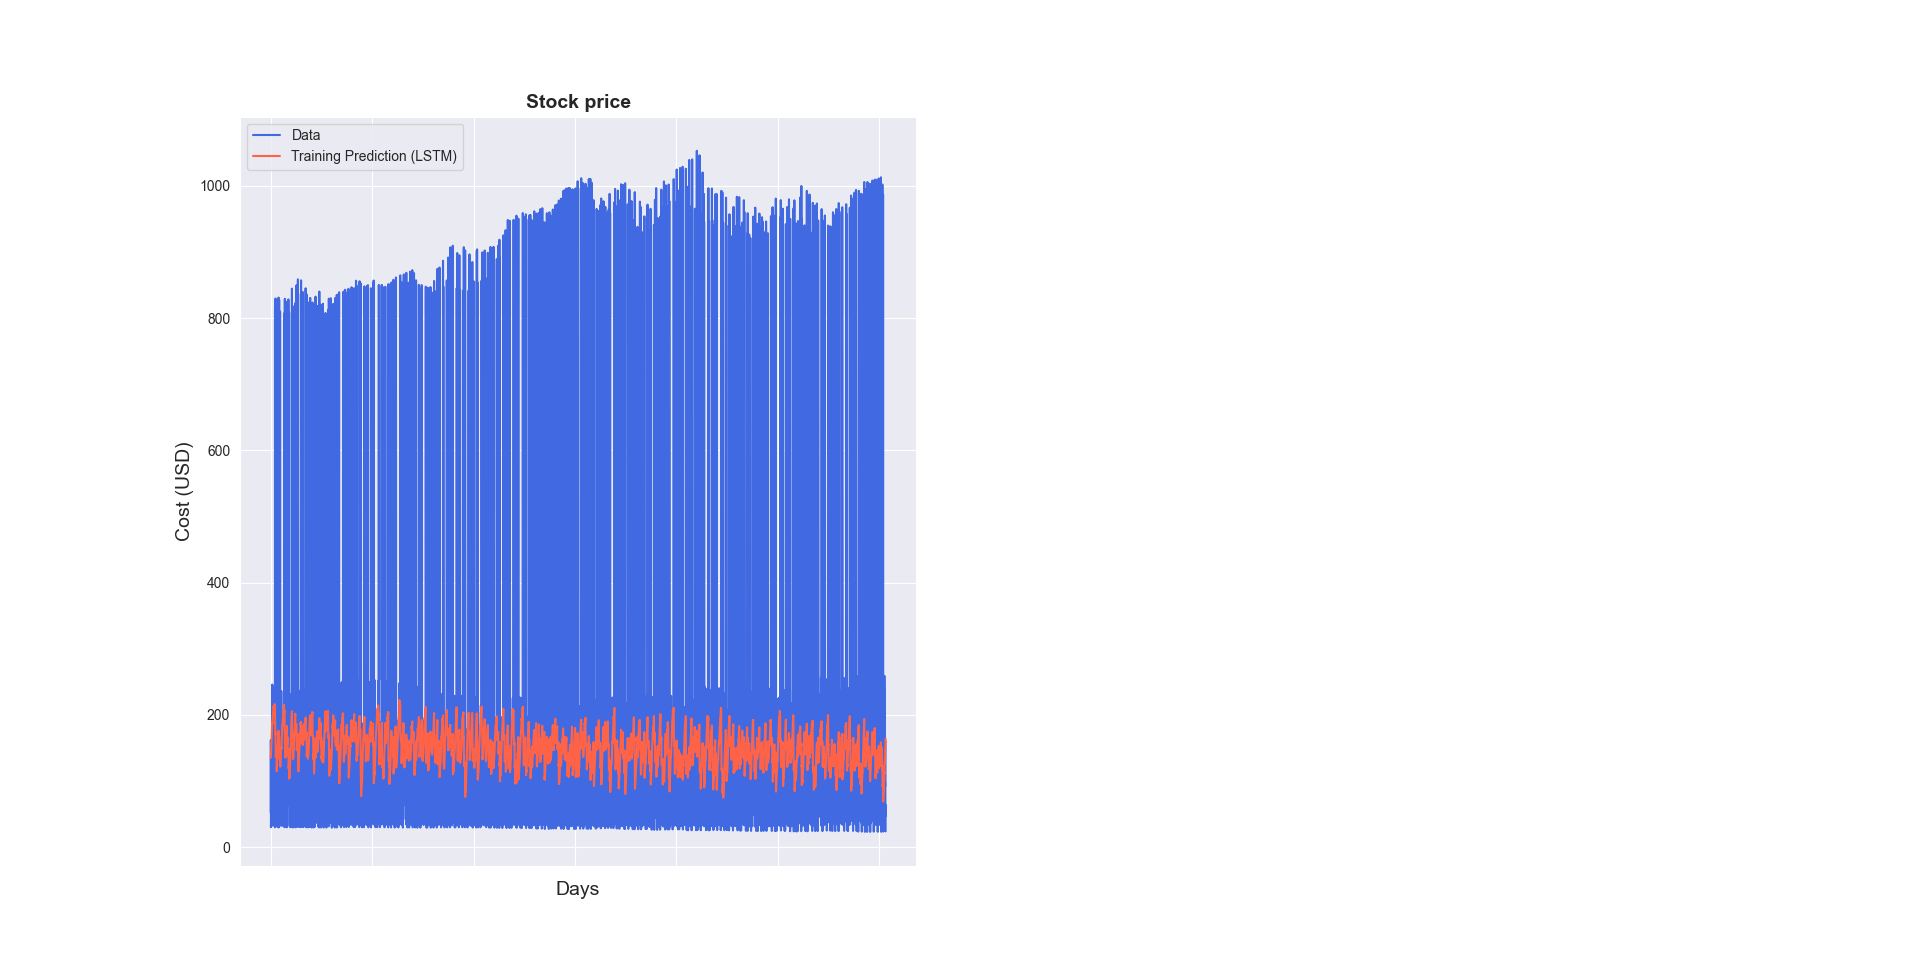 Stock price
Data
Training Prediction (LSTM)
1000
800
600
400
200
0
Cost (USD)
Days